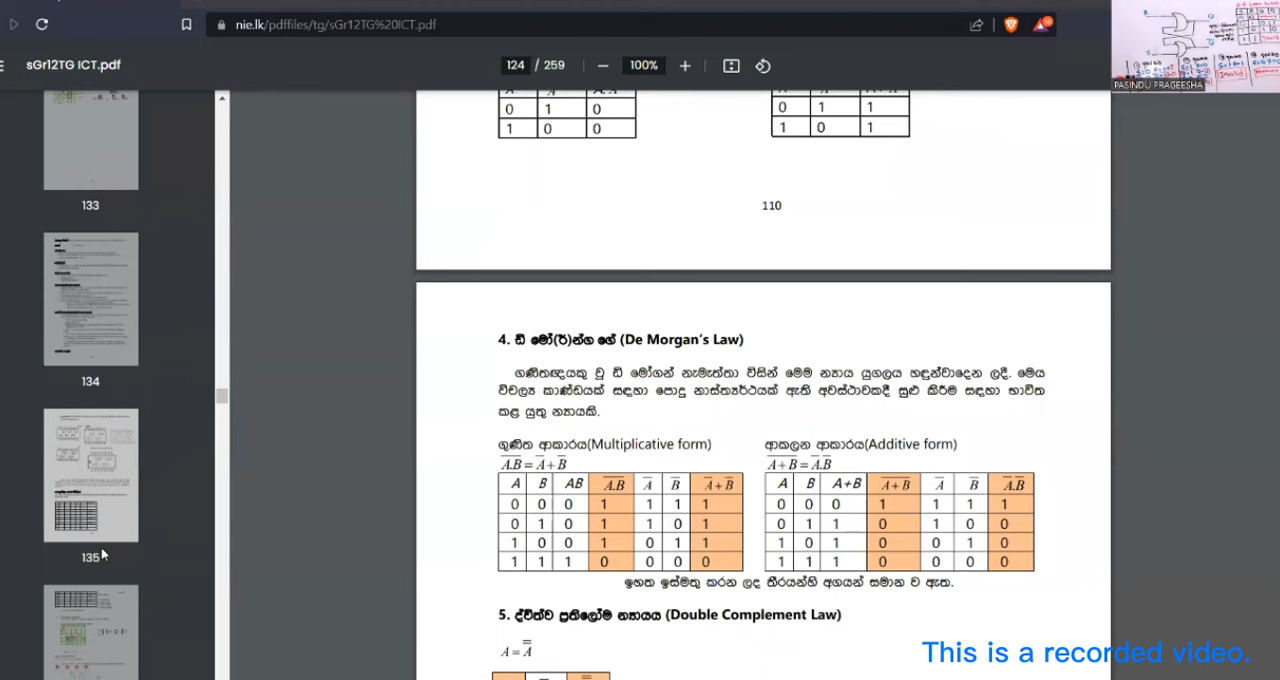 nie.lk/pdffiles/tg/sGr12TG%20ICT.pdf
sGr12TG ICT.pdf
124 / 259
100%
PASINDU PRAGEESHA
0 1 0
1 0 0
0 1 1
1 0 1
110
133
134
135
4. ඩි මෝ(ර්)න්ග ගේ (De Morgan's Law)
ගණිතඥයකු වූ ඩි මෝගන් නැමැත්තා විසින් මෙම න්‍යාය යුගලය හඳුන්වාදෙන ලදී. මෙය
විචල්‍ය කාණ්ඩයක් සඳහා පොදු නාස්ත්‍යර්ථයක් ඇති අවස්ථාවකදී සුළු කිරීම සඳහා භාවිත
කළ යුතු න්‍යායකි.
ගුණිත ආකාරය(Multiplicative form)
A̅.̅B̅ = A̅ + B̅
A B AB A̅.̅B̅ A̅ B̅ A̅ + B̅
0 0 0 1 1 1 1
0 1 0 1 1 0 1
1 0 0 1 0 1 1
1 1 1 0 0 0 0
ආකලන ආකාරය(Additive form)
A̅+̅B̅ = A̅.B̅
A B A+B A̅+̅B̅ A̅ B̅ A̅.B̅
0 0 0 1 1 1 1
0 1 1 0 1 0 0
1 0 1 0 0 1 0
1 1 1 0 0 0 0
ඉහත ඉස්මතු කරන ලද තීරයන්හි අගයන් සමාන ව ඇත.
5. ද්විත්ව ප්‍රතිලෝම න්‍යායය (Double Complement Law)
A = A̿
This is a recorded video.